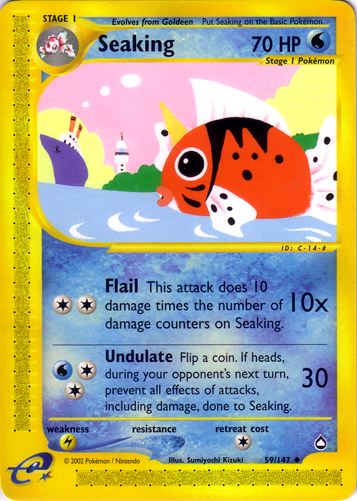 STAGE 1
Evolves from Goldeen
Put Seaking on the Basic Pokémon
Seaking
70 HP
Stage 1 Pokémon
ID: C-14-#
Flail This attack does 10
damage times the number of
damage counters on Seaking.
10x
Undulate Flip a coin. If heads,
during your opponent's next turn,
prevent all effects of attacks,
including damage, done to Seaking.
30
weakness
resistance
retreat cost
© 2002 Pokémon / Nintendo
Illus. Sumiyoshi Kizuki
59/147
e